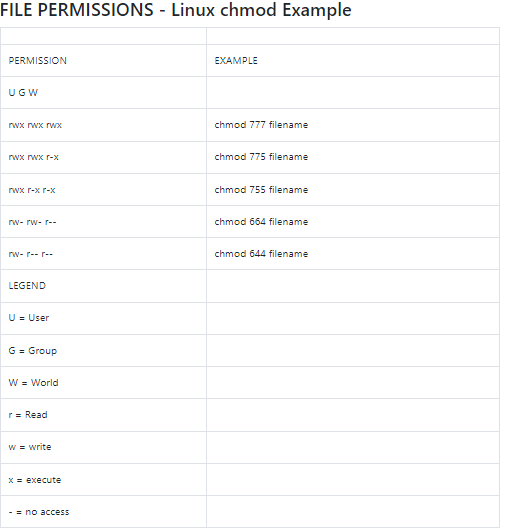 FILE PERMISSIONS - Linux chmod Example
PERMISSION EXAMPLE
U G W
rwx rwx rwx chmod 777 filename
rwx rwx r-x chmod 775 filename
rwx r-x r-x chmod 755 filename
rw- rw- r-- chmod 664 filename
rw- r-- r-- chmod 644 filename
LEGEND
U = User
G = Group
W = World
r = Read
w = write
x = execute
- = no access